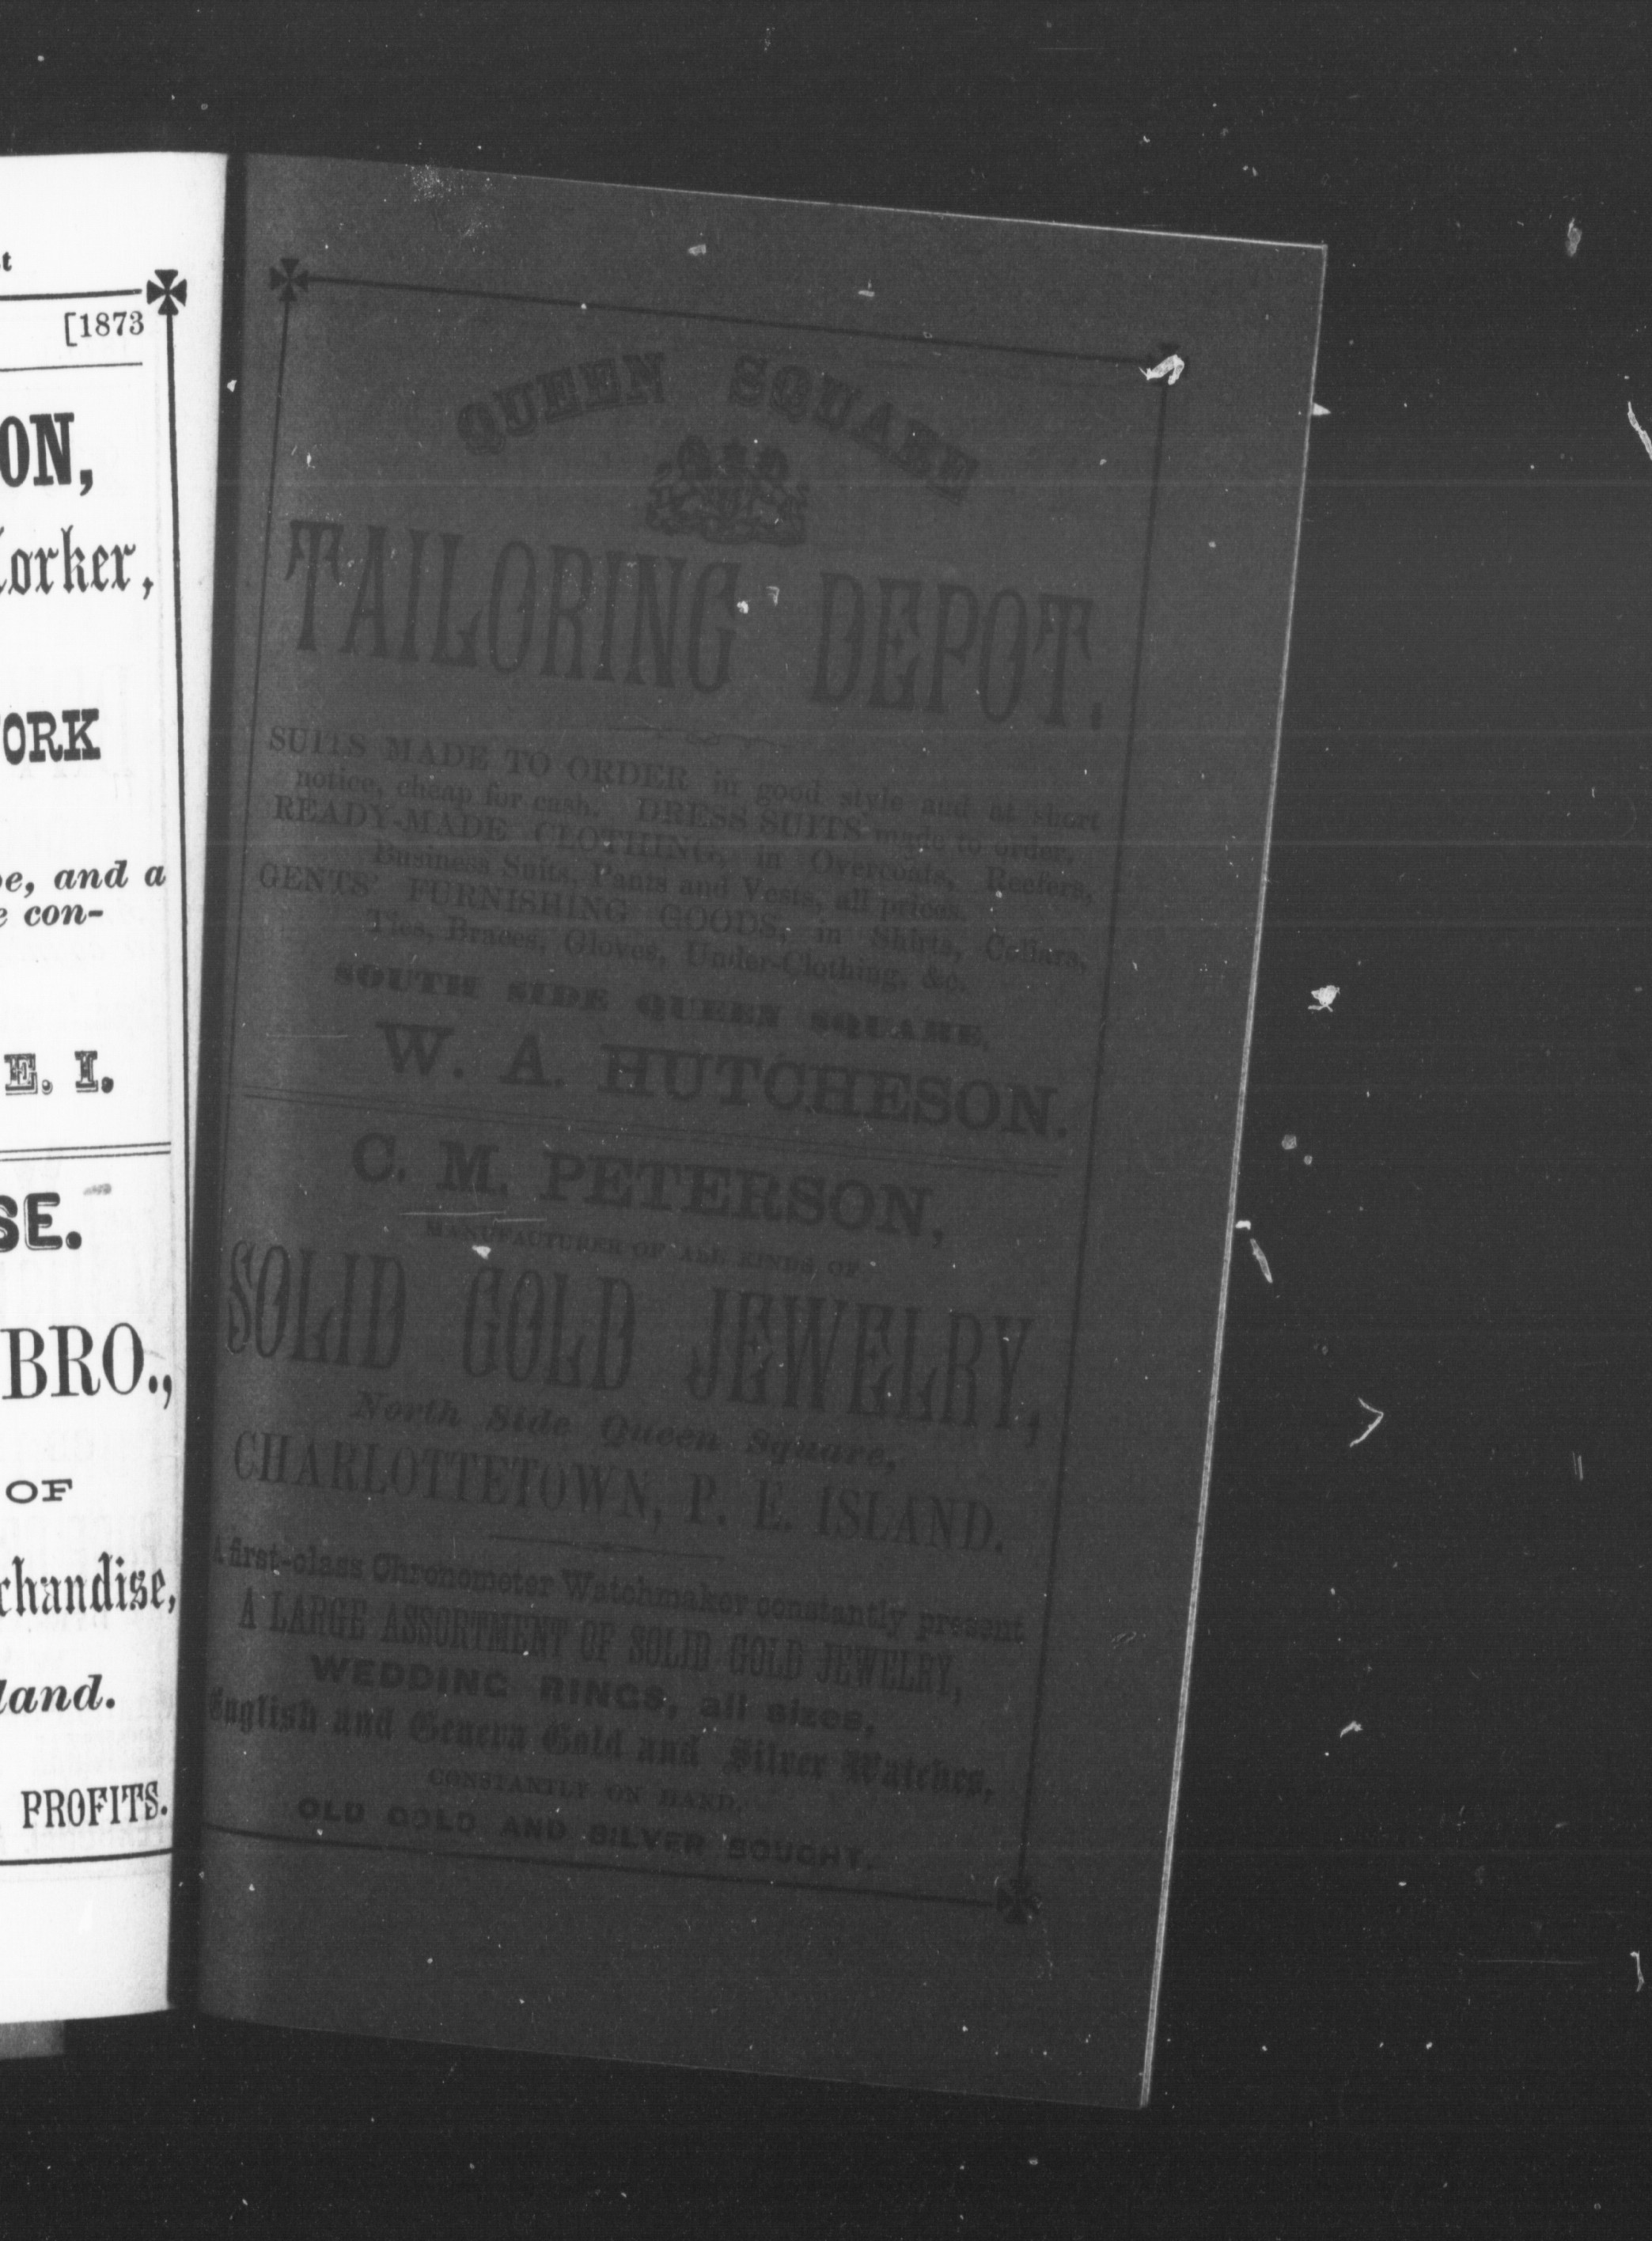 t
[1873
ON,
orker,
ORK
e, and a
e con-
E. I.
SE.
BRO.,
OF
chandise,
land.
PROFITS.
QUEEN SQUARE
TAILORING DEPOT.
SUITS MADE TO ORDER in good style and at short
notice, cheap for cash. DRESS SUITS made to order.
READY-MADE CLOTHING, in Overcoats, Reefers,
Business Suits, Pants and Vests, all prices.
GENTS' FURNISHING GOODS, in Shirts, Collars,
Ties, Braces, Gloves, Under-Clothing, &c.
SOUTH SIDE QUEEN SQUARE,
W. A. HUTCHESON.
C. M. PETERSON,
MANUFACTURER OF ALL KINDS OF
SOLID GOLD JEWELRY,
North Side Queen Square,
CHARLOTTETOWN, P. E. ISLAND.
A first-class Chronometer Watchmaker constantly present
A LARGE ASSORTMENT OF SOLID GOLD JEWELRY,
WEDDING RINGS, all sizes,
English and Geneva Gold and Silver Watches,
CONSTANTLY ON HAND.
OLD GOLD AND SILVER BOUGHT.